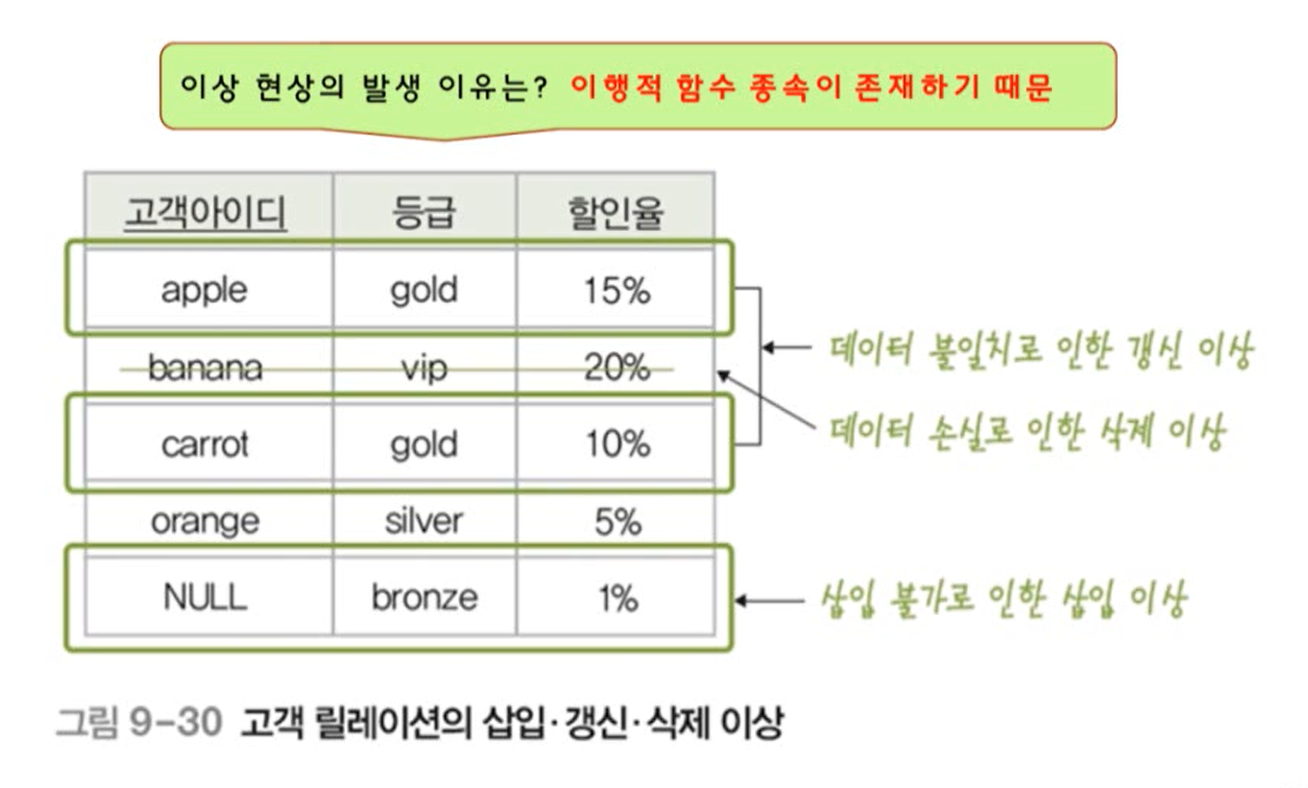 이상 현상의 발생 이유는? 이행적 함수 종속이 존재하기 때문
고객아이디 등급 할인율
apple gold 15%
banana vip 20%
carrot gold 10%
orange silver 5%
NULL bronze 1%
데이터 불일치로 인한 갱신 이상
데이터 손실로 인한 삭제 이상
삽입 불가로 인한 삽입 이상
그림 9-30 고객 릴레이션의 삽입·갱신·삭제 이상